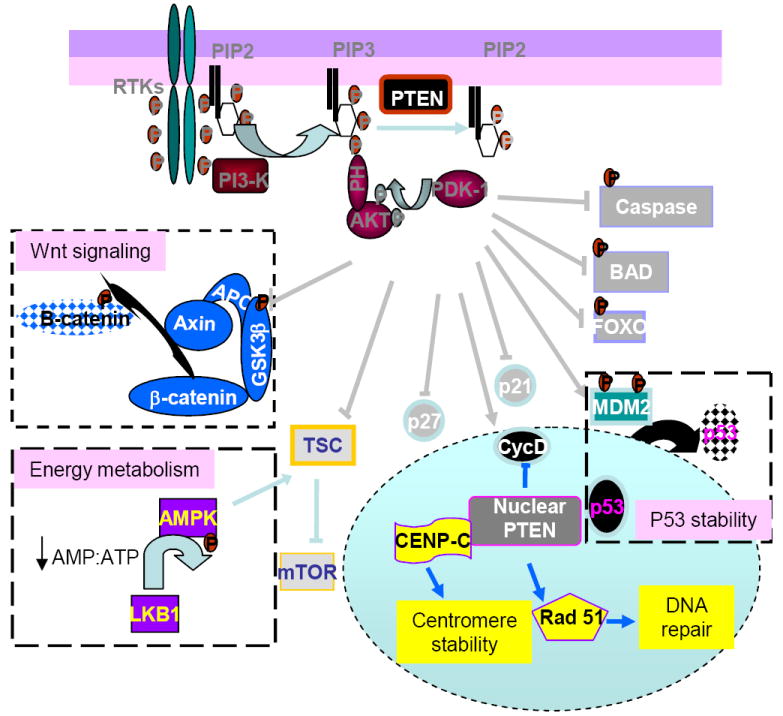 PIP2
PIP3
PIP2
RTKs
P
P
P
P
P
P
P
P
P
P
P
P
P
PTEN
PI3-K
PH
AKT
P
P
PDK-1
P
Caspase
P
BAD
P
FOXO
Wnt signaling
P
B-catenin
Axin
APC
P
GSK3β
β-catenin
p27
p21
P
P
MDM2
p53
p53
P53 stability
TSC
mTOR
Energy metabolism
AMPK
P
AMP:ATP
LKB1
CycD
Nuclear
PTEN
CENP-C
Centromere
stability
Rad 51
DNA
repair